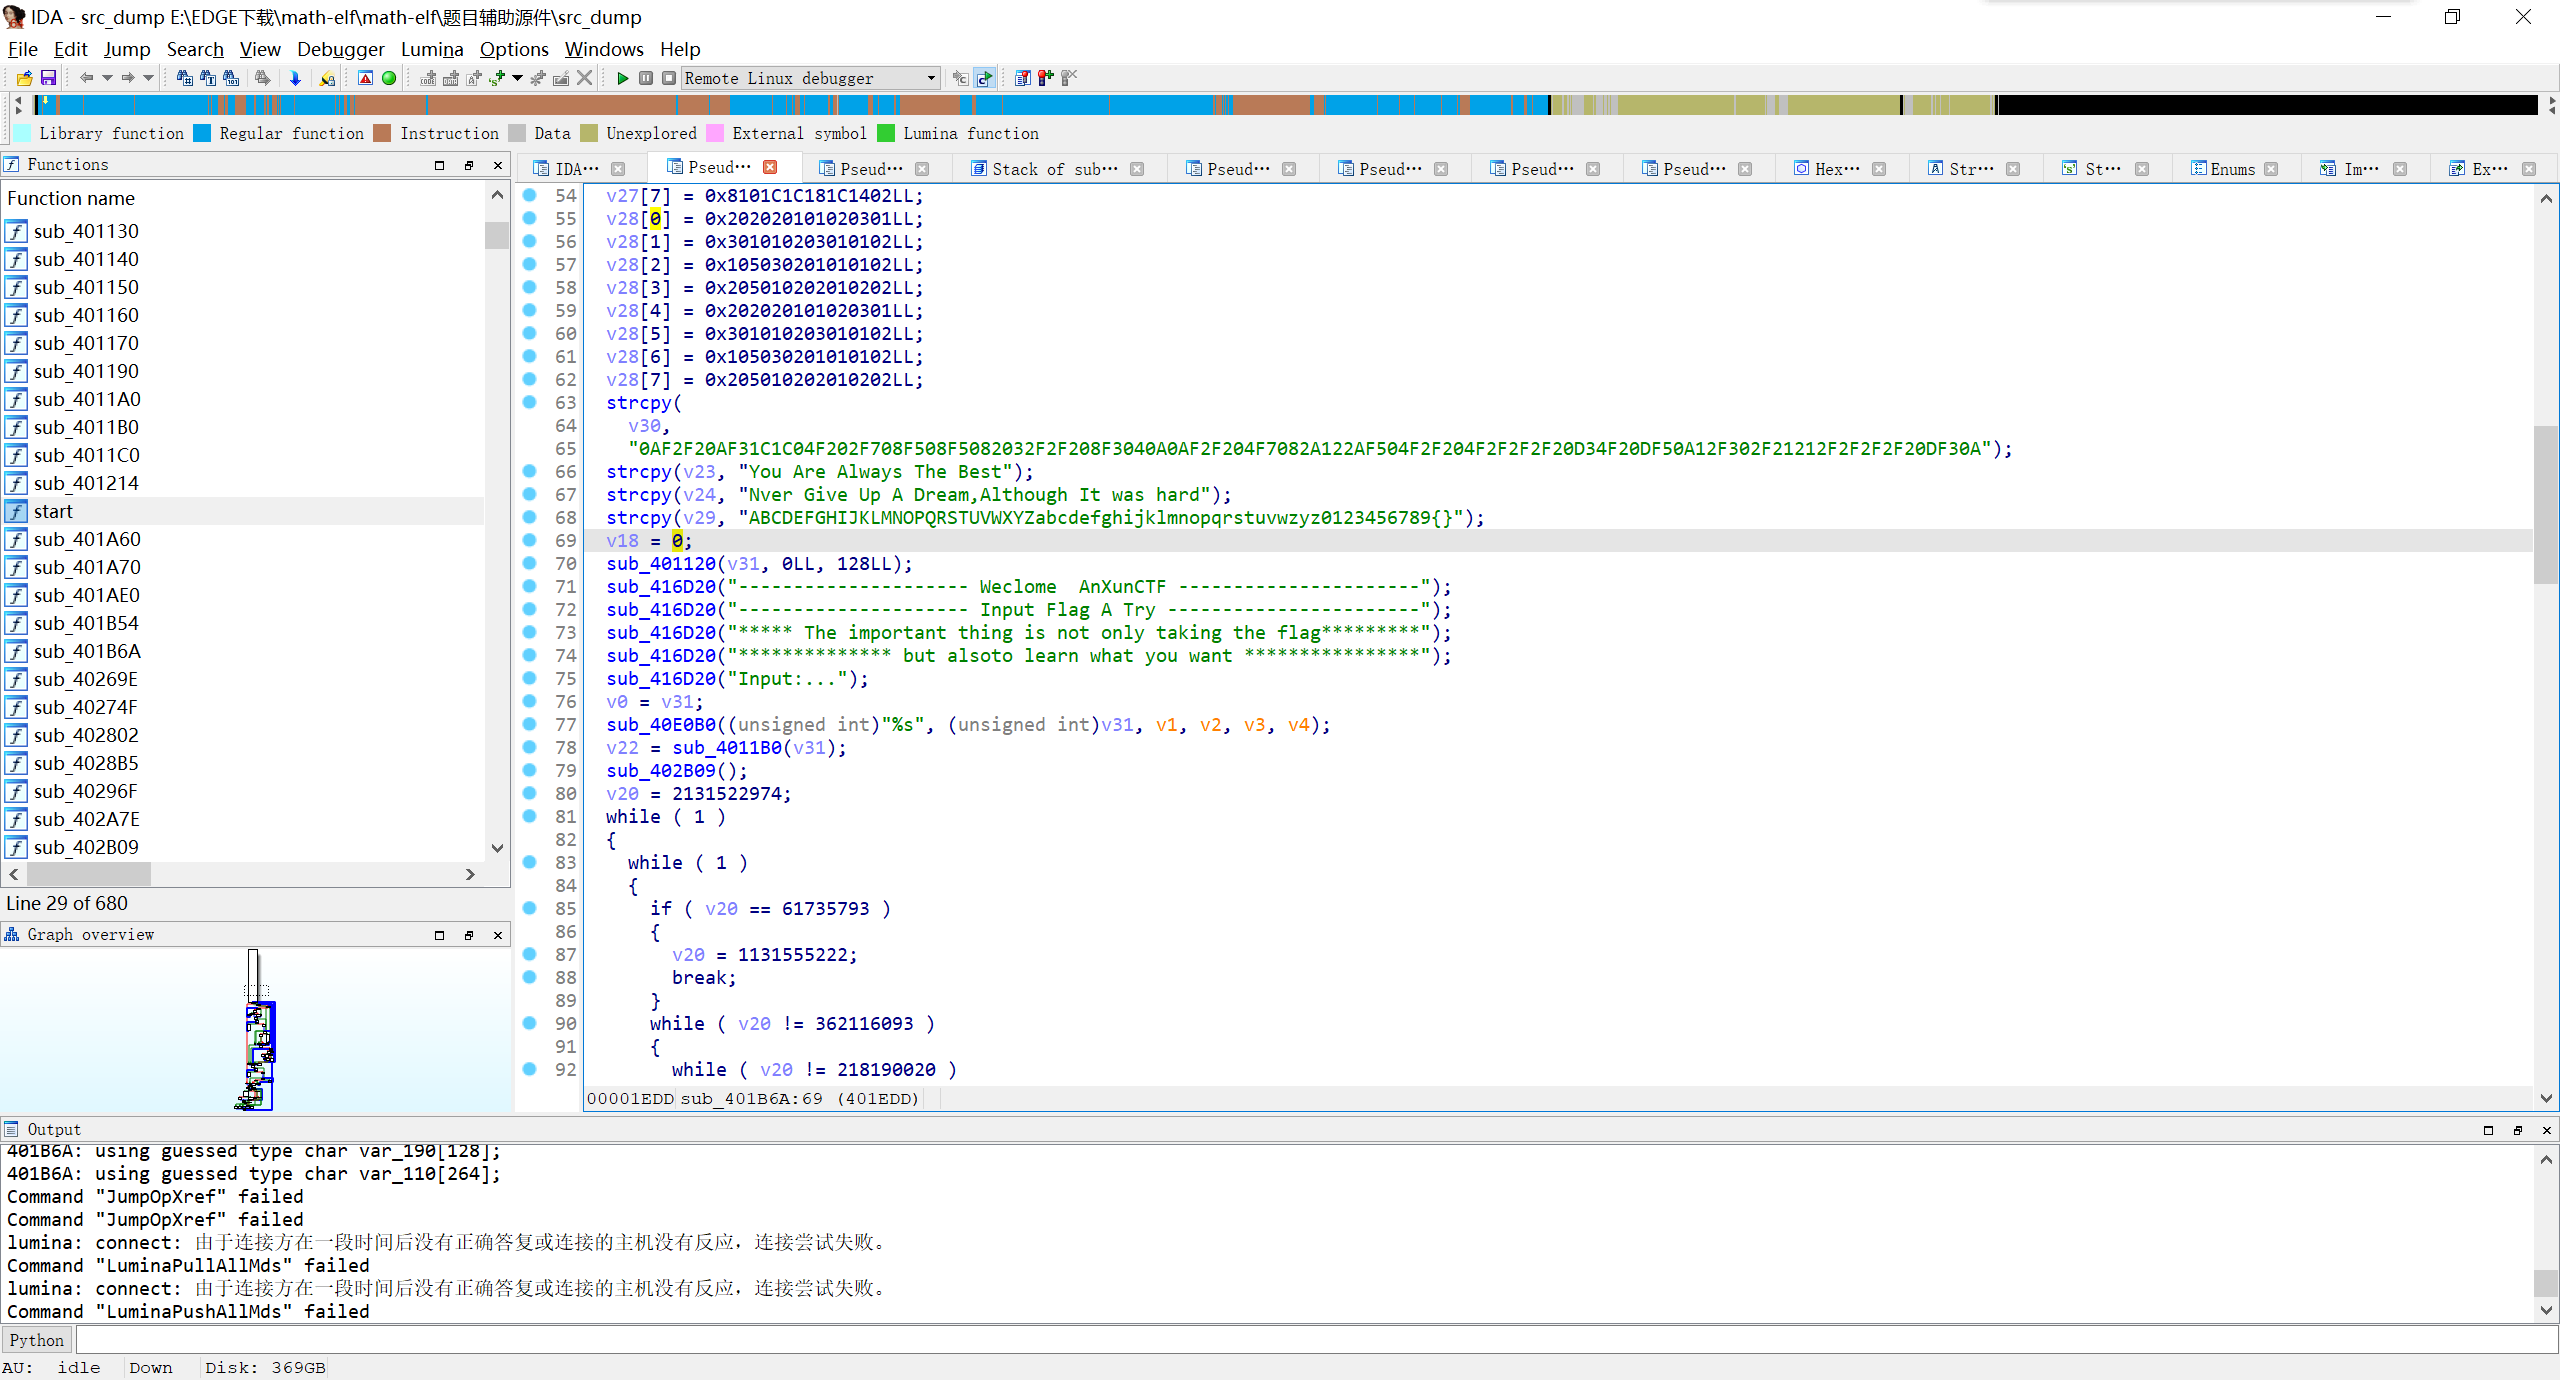 IDA - src_dump E:\EDGE下载\math-elf\math-elf\题目辅助源件\src_dump
File Edit Jump Search View Debugger Lumina Options Windows Help
Remote Linux debugger
Library function Regular function Instruction Data Unexplored External symbol Lumina function
Functions
IDA··· Pseud··· Pseud··· Stack of sub··· Pseud··· Pseud··· Pseud··· Pseud··· Hex··· Str··· St··· Enums Im··· Ex···
Function name
sub_401130
sub_401140
sub_401150
sub_401160
sub_401170
sub_401190
sub_4011A0
sub_4011B0
sub_4011C0
sub_401214
start
sub_401A60
sub_401A70
sub_401AE0
sub_401B54
sub_401B6A
sub_40269E
sub_40274F
sub_402802
sub_4028B5
sub_40296F
sub_402A7E
sub_402B09
Line 29 of 680
Graph overview
54 v27[7] = 0x8101C1C181C1402LL;
55 v28[0] = 0x202020101020301LL;
56 v28[1] = 0x301010203010102LL;
57 v28[2] = 0x105030201010102LL;
58 v28[3] = 0x205010202010202LL;
59 v28[4] = 0x202020101020301LL;
60 v28[5] = 0x301010203010102LL;
61 v28[6] = 0x105030201010102LL;
62 v28[7] = 0x205010202010202LL;
63 strcpy(
64 v30,
65 "0AF2F20AF31C1C04F202F708F508F5082032F2F208F3040A0AF2F204F7082A122AF504F2F204F2F2F2F20D34F20DF50A12F302F21212F2F2F2F20DF30A");
66 strcpy(v23, "You Are Always The Best");
67 strcpy(v24, "Nver Give Up A Dream,Although It was hard");
68 strcpy(v29, "ABCDEFGHIJKLMNOPQRSTUVWXYZabcdefghijklmnopqrstuvwzyz0123456789{}");
69 v18 = 0;
70 sub_401120(v31, 0LL, 128LL);
71 sub_416D20("--------------------- Weclome  AnXunCTF ----------------------");
72 sub_416D20("--------------------- Input Flag A Try -----------------------");
73 sub_416D20("***** The important thing is not only taking the flag*********");
74 sub_416D20("************** but alsoto learn what you want ****************");
75 sub_416D20("Input:...");
76 v0 = v31;
77 sub_40E0B0((unsigned int)"%s", (unsigned int)v31, v1, v2, v3, v4);
78 v22 = sub_4011B0(v31);
79 sub_402B09();
80 v20 = 2131522974;
81 while ( 1 )
82 {
83 while ( 1 )
84 {
85 if ( v20 == 61735793 )
86 {
87 v20 = 1131555222;
88 break;
89 }
90 while ( v20 != 362116093 )
91 {
92 while ( v20 != 218190020 )
00001EDD sub_401B6A:69 (401EDD)
Output
401B6A: using guessed type char var_190[128];
401B6A: using guessed type char var_110[264];
Command "JumpOpXref" failed
Command "JumpOpXref" failed
lumina: connect: 由于连接方在一段时间后没有正确答复或连接的主机没有反应，连接尝试失败。
Command "LuminaPullAllMds" failed
lumina: connect: 由于连接方在一段时间后没有正确答复或连接的主机没有反应，连接尝试失败。
Command "LuminaPushAllMds" failed
Python
AU: idle Down Disk: 369GB